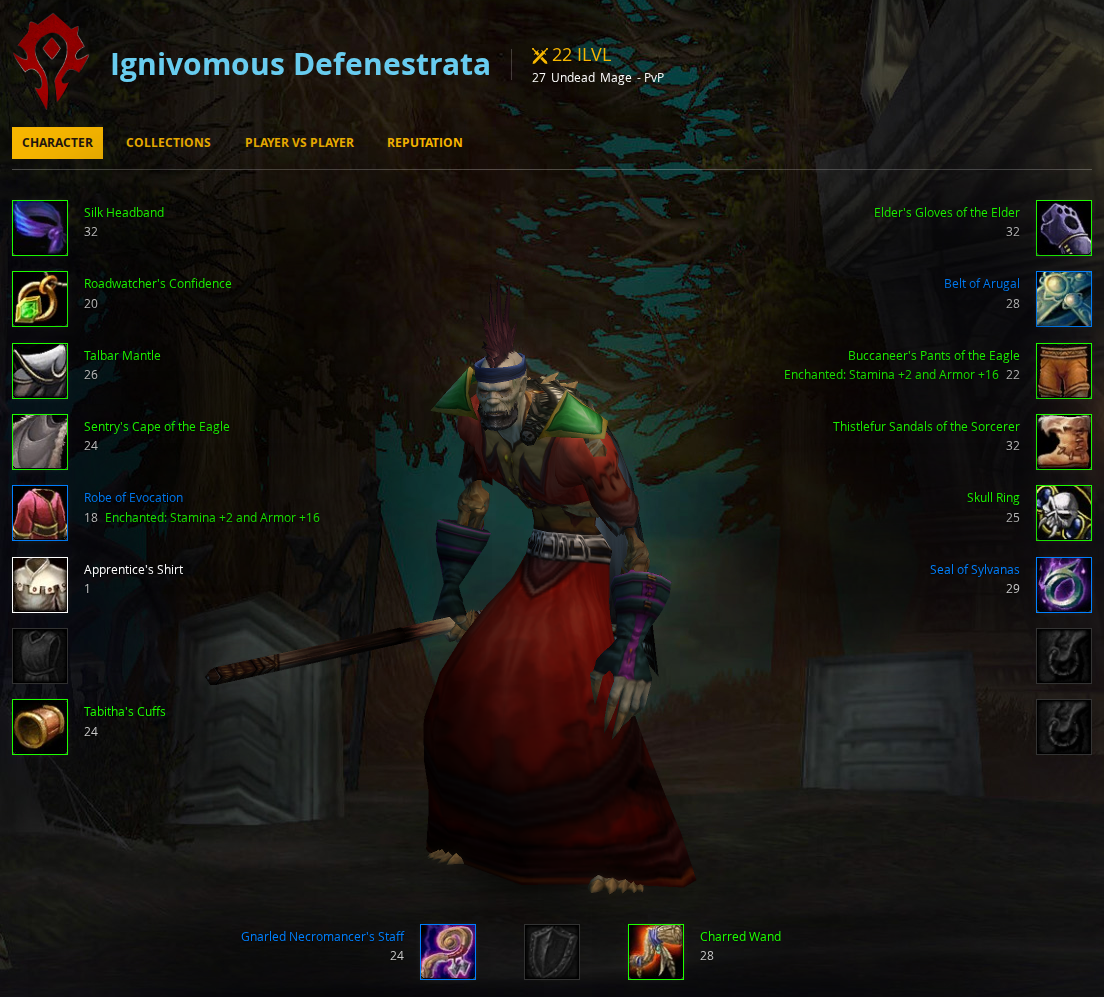 Ignivomous Defenestrata
22 ILVL
27 Undead Mage - PvP
CHARACTER
COLLECTIONS
PLAYER VS PLAYER
REPUTATION
Silk Headband
32
Roadwatcher's Confidence
20
Talbar Mantle
26
Sentry's Cape of the Eagle
24
Robe of Evocation
18 Enchanted: Stamina +2 and Armor +16
Apprentice's Shirt
1
Tabitha's Cuffs
24
Elder's Gloves of the Elder
32
Belt of Arugal
28
Buccaneer's Pants of the Eagle
Enchanted: Stamina +2 and Armor +16 22
Thistlefur Sandals of the Sorcerer
32
Skull Ring
25
Seal of Sylvanas
29
Gnarled Necromancer's Staff
24
Charred Wand
28